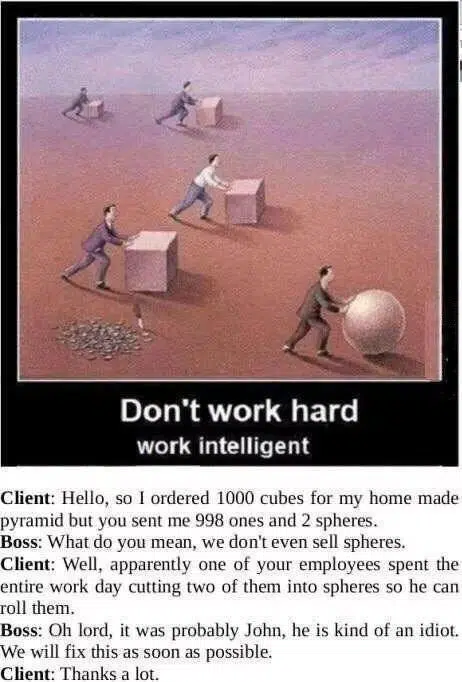 Don't work hard
work intelligent
Client: Hello, so I ordered 1000 cubes for my home made
pyramid but you sent me 998 ones and 2 spheres.
Boss: What do you mean, we don't even sell spheres.
Client: Well, apparently one of your employees spent the
entire work day cutting two of them into spheres so he can
roll them.
Boss: Oh lord, it was probably John, he is kind of an idiot.
We will fix this as soon as possible.
Client: Thanks a lot.